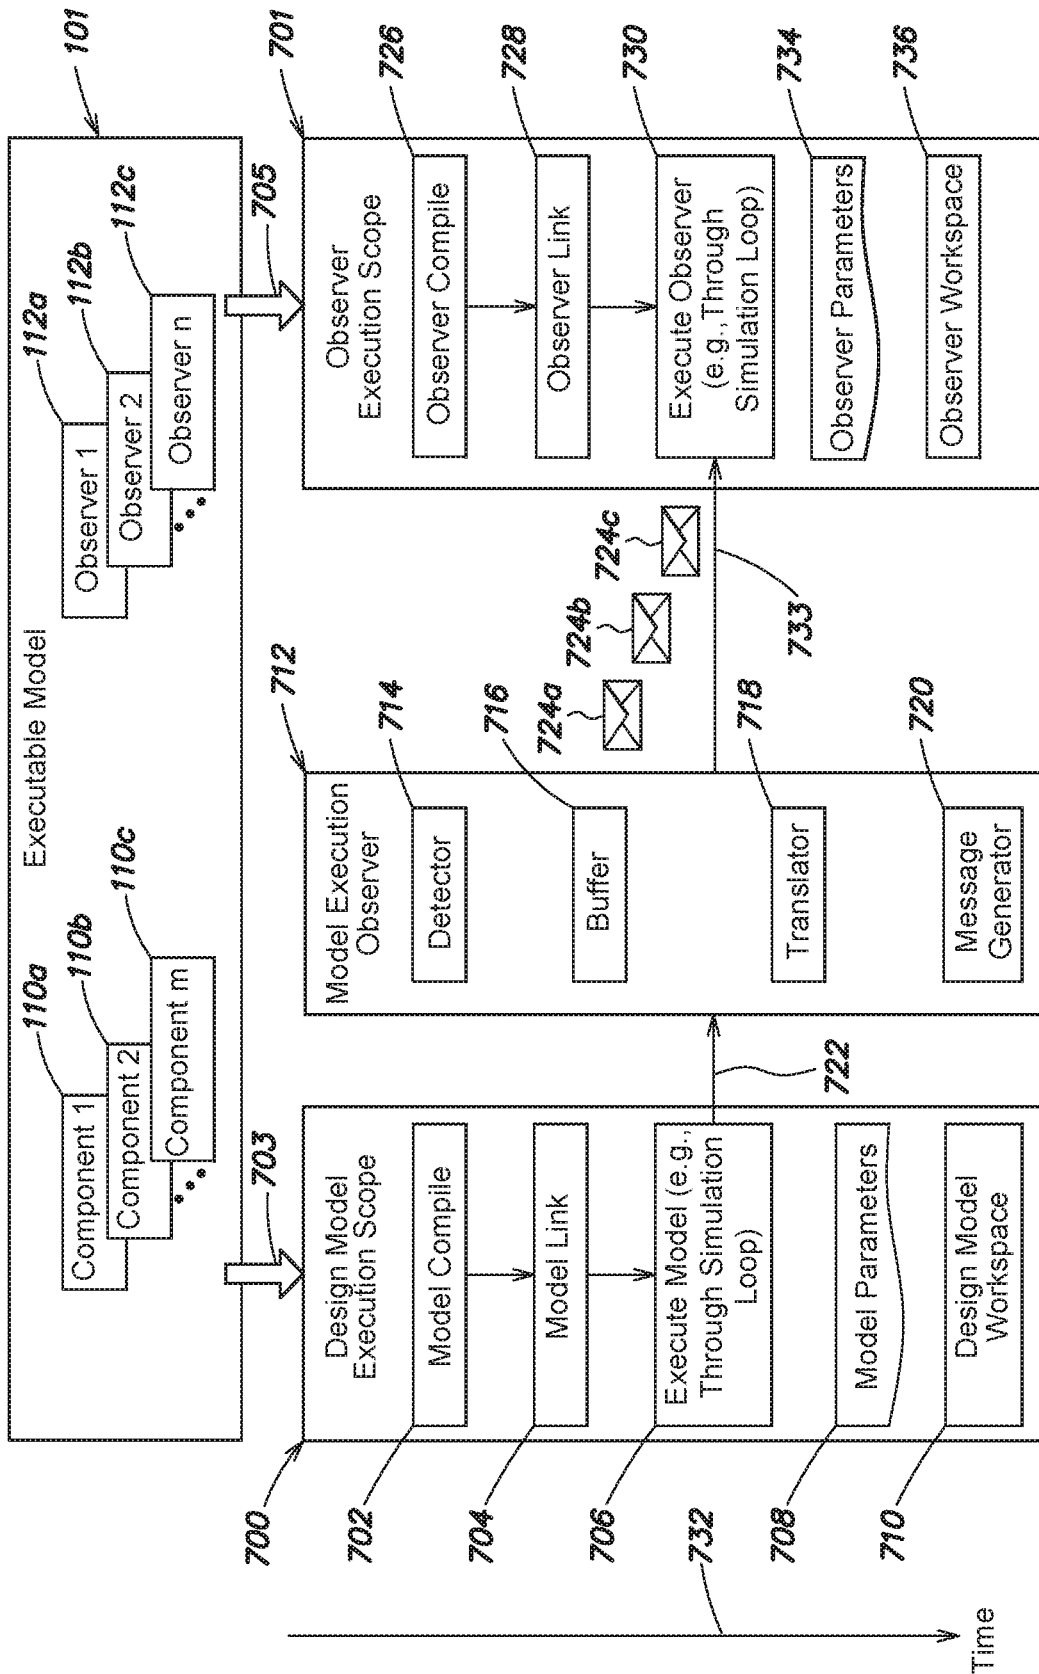 101
Executable Model
110a
Component 1
110b
Component 2
110c
Component m
112a
Observer 1
112b
Observer 2
112c
Observer n
703
705
700
Design Model
Execution Scope
702
Model Compile
704
Model Link
706
Execute Model (e.g.,
Through Simulation
Loop)
708
Model Parameters
710
Design Model
Workspace
722
712
Model Execution
Observer
714
Detector
716
Buffer
718
Translator
720
Message
Generator
724a
724b
724c
733
701
Observer
Execution Scope
726
Observer Compile
728
Observer Link
730
Execute Observer
(e.g.,Through
Simulation Loop)
734
Observer Parameters
736
Observer Workspace
732
Time